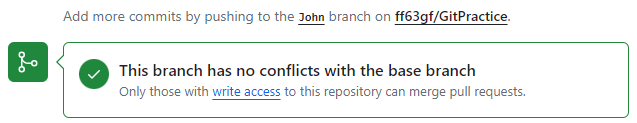 Add more commits by pushing to the John branch on ff63gf/GitPractice.
This branch has no conflicts with the base branch
Only those with write access to this repository can merge pull requests.